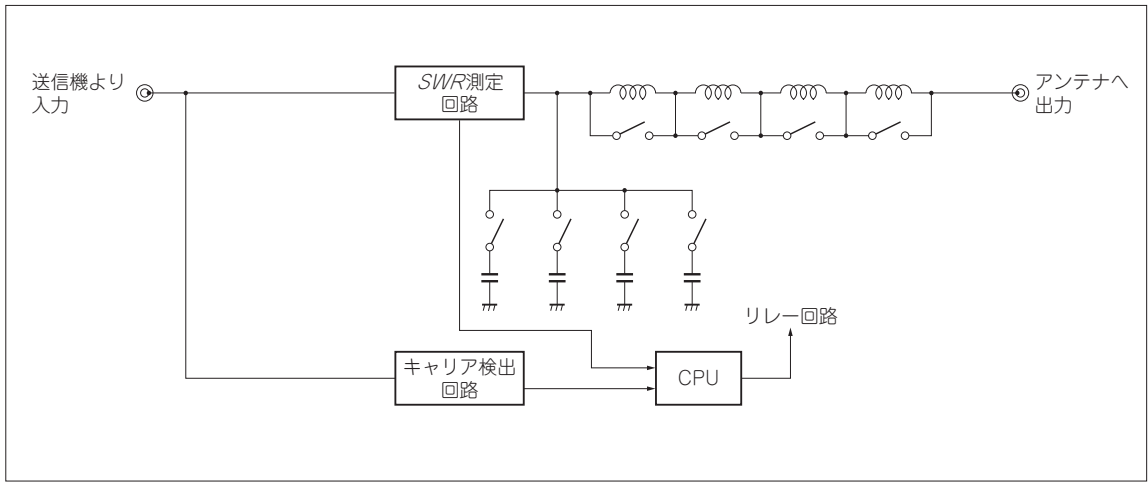 送信機より
入力
SWR測定
回路
アンテナへ
出力
リレー回路
キャリア検出
回路
CPU